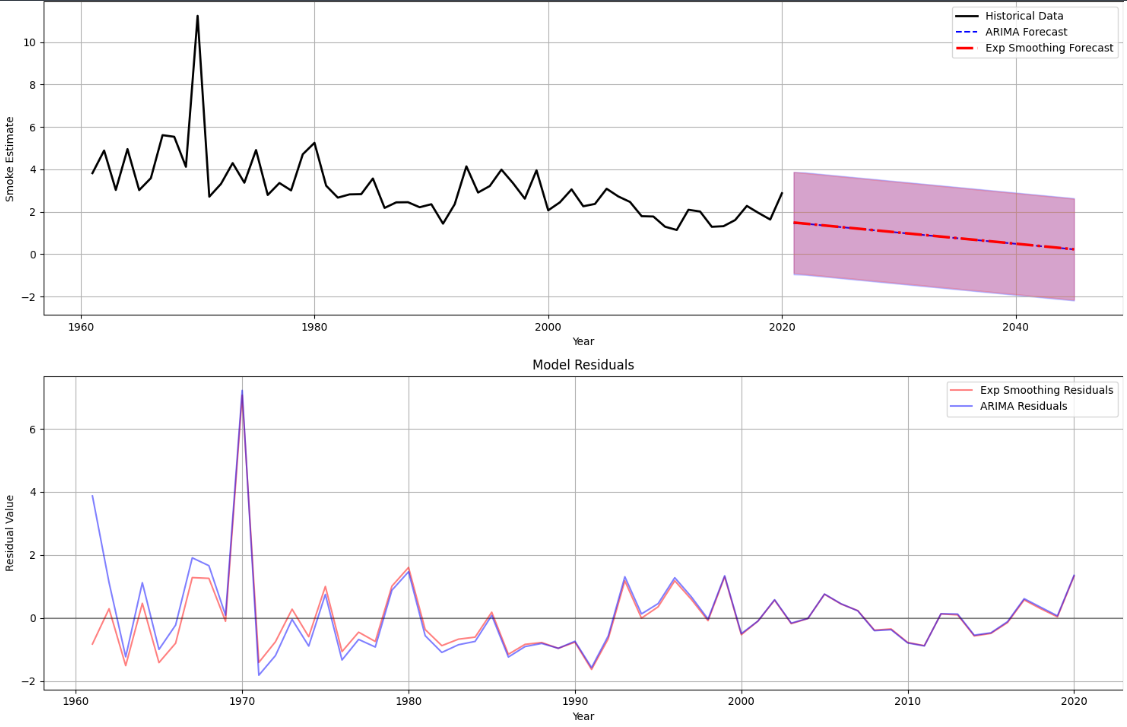 10
8
6
4
2
0
−2
Smoke Estimate
Historical Data
ARIMA Forecast
Exp Smoothing Forecast
1960 1980 2000 2020 2040
Year
Model Residuals
6
4
2
0
−2
Residual Value
Exp Smoothing Residuals
ARIMA Residuals
1960 1970 1980 1990 2000 2010 2020
Year